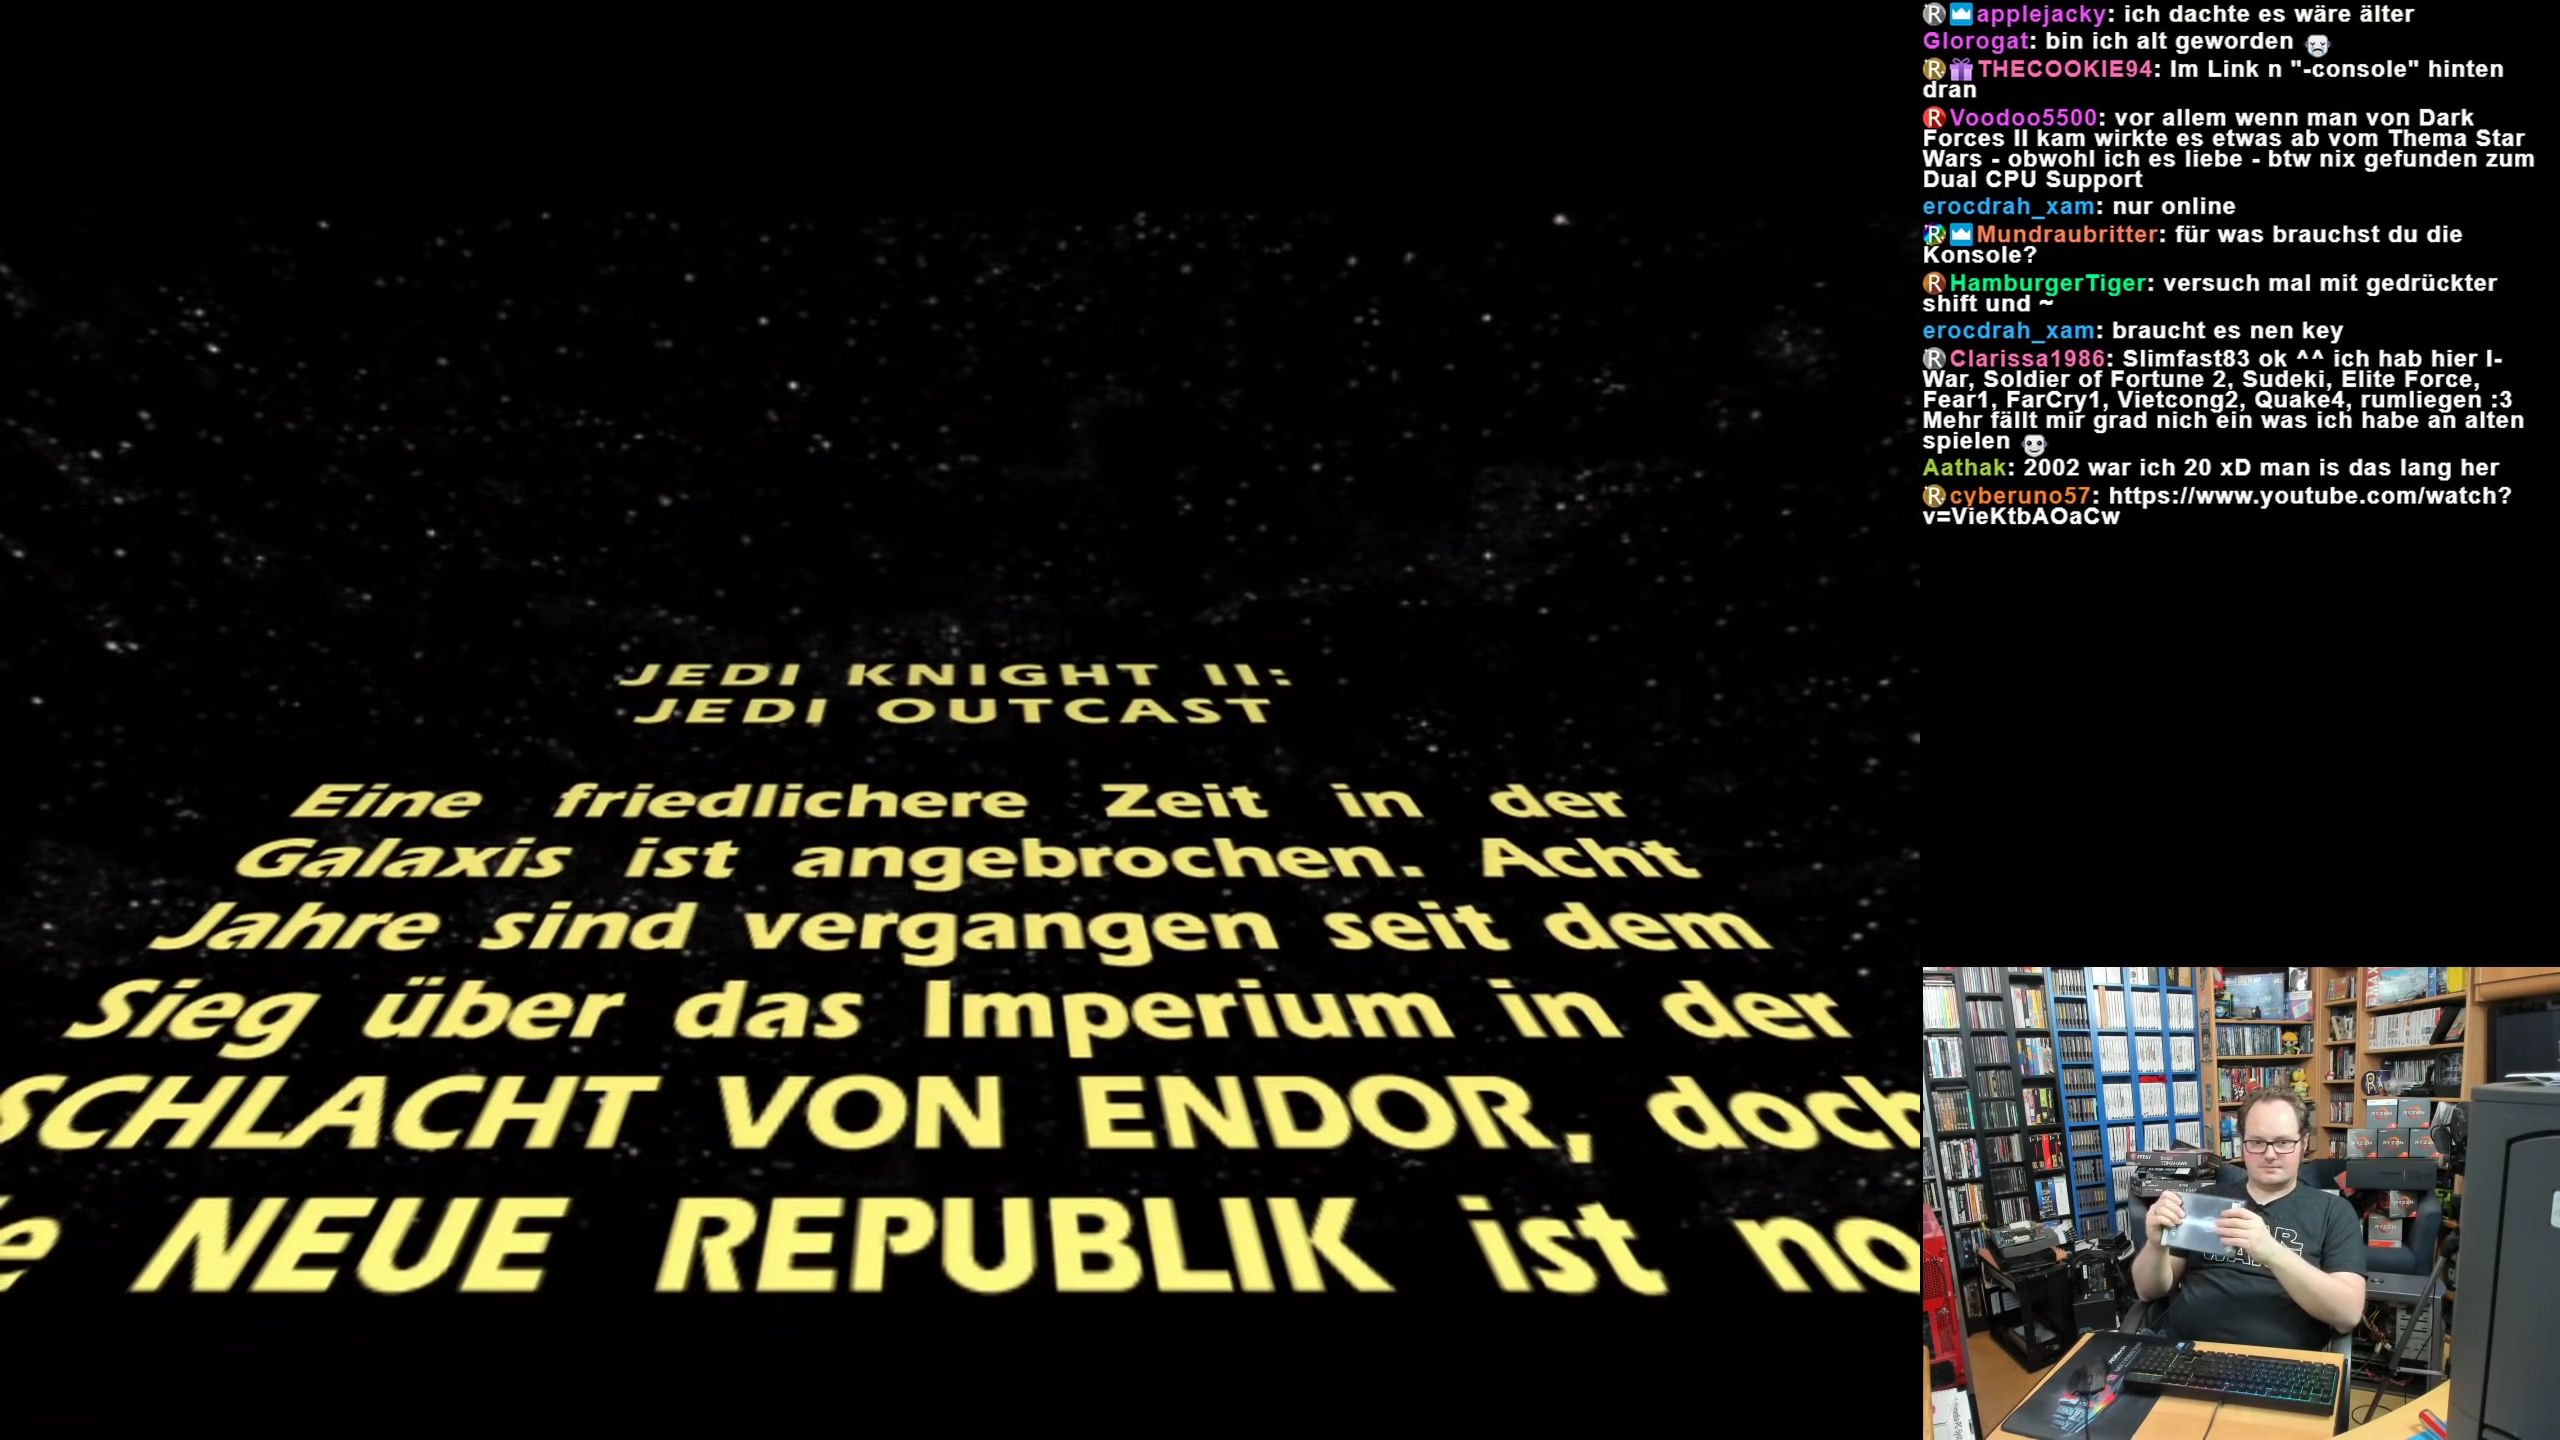 JEDI KNIGHT II:
JEDI OUTCAST
Eine friedlichere Zeit in der
Galaxis ist angebrochen. Acht
Jahre sind vergangen seit dem
Sieg über das Imperium in der
SCHLACHT VON ENDOR, doch
NEUE REPUBLIK ist no
applejacky: ich dachte es wäre älter
Glorogat: bin ich alt geworden
THECOOKIE94: Im Link n "-console" hinten
dran
Voodoo5500: vor allem wenn man von Dark
Forces II kam wirkte es etwas ab vom Thema Star
Wars - obwohl ich es liebe - btw nix gefunden zum
Dual CPU Support
erocdrah_xam: nur online
Mundraubritter: für was brauchst du die
Konsole?
HamburgerTiger: versuch mal mit gedrückter
shift und ~
erocdrah_xam: braucht es nen key
Clarissa1986: Slimfast83 ok ^^ ich hab hier I-
War, Soldier of Fortune 2, Sudeki, Elite Force,
Fear1, FarCry1, Vietcong2, Quake4, rumliegen :3
Mehr fällt mir grad nich ein was ich habe an alten
spielen
Aathak: 2002 war ich 20 xD man is das lang her
cyberuno57: https://www.youtube.com/watch?
v=VieKtbAOaCw
msi
TOMAHAWK
RYZEN
RYZEN
RYZEN
RYZEN